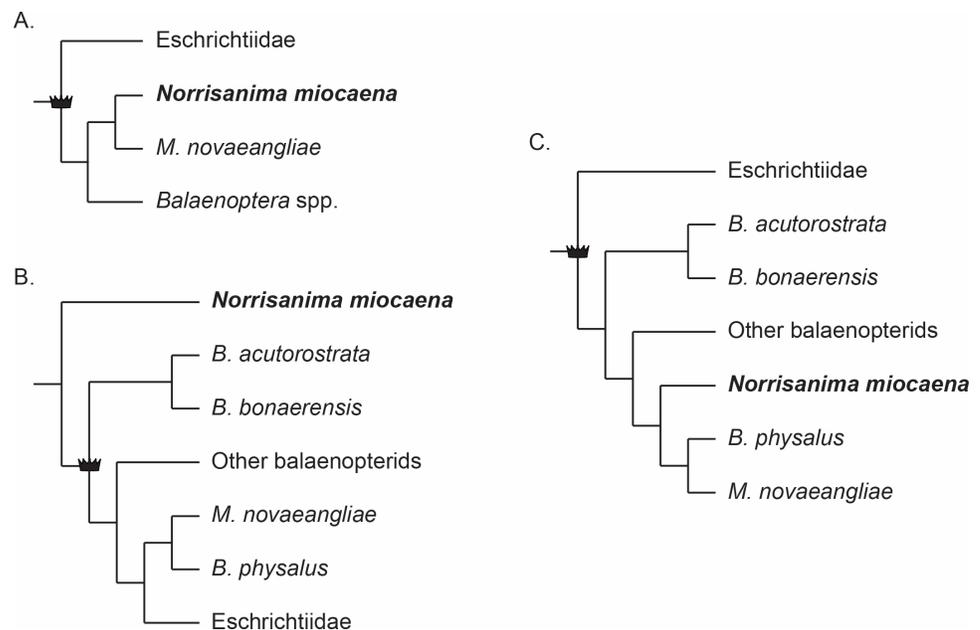 A.
Eschrichtiidae
Norrisanima miocaena
M. novaeangliae
Balaenoptera spp.
B.
Norrisanima miocaena
B. acutorostrata
B. bonaerensis
Other balaenopterids
M. novaeangliae
B. physalus
Eschrichtiidae
C.
Eschrichtiidae
B. acutorostrata
B. bonaerensis
Other balaenopterids
Norrisanima miocaena
B. physalus
M. novaeangliae